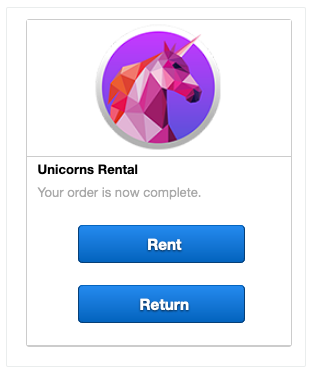 Unicorns Rental
Your order is now complete.
Rent
Return